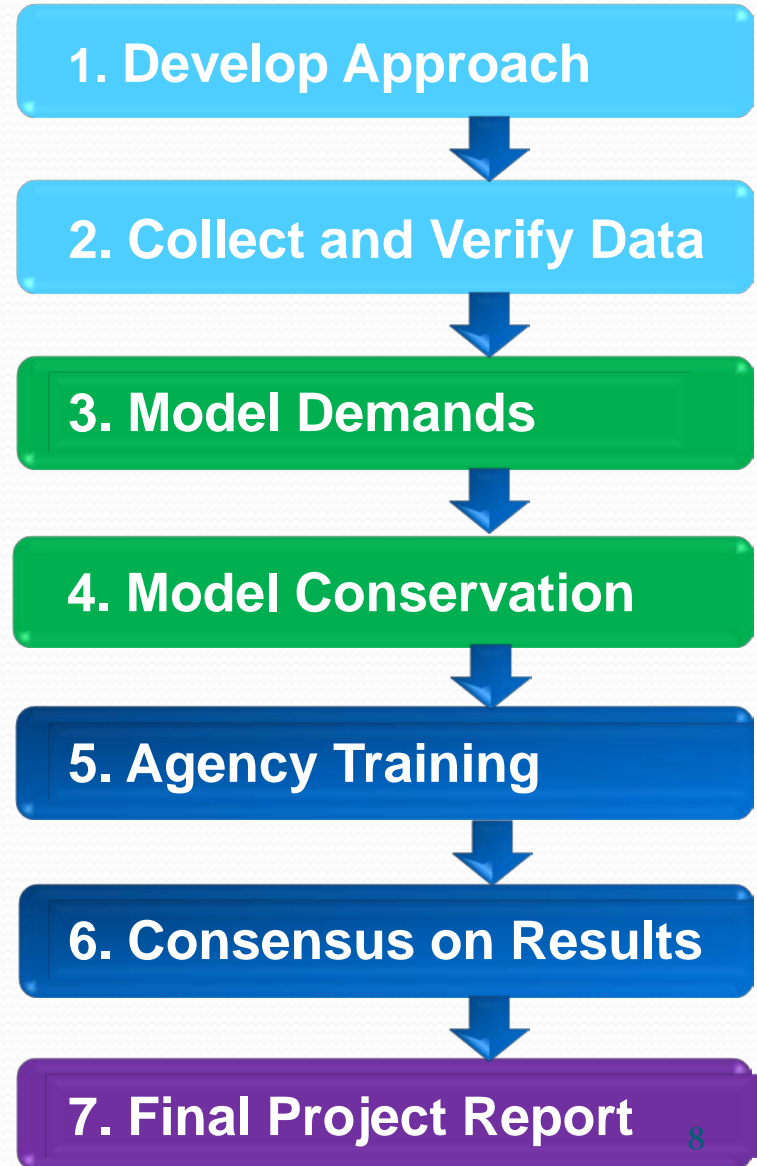 1. Develop Approach
2. Collect and Verify Data
3. Model Demands
4. Model Conservation
5. Agency Training
6. Consensus on Results
7. Final Project Report
8